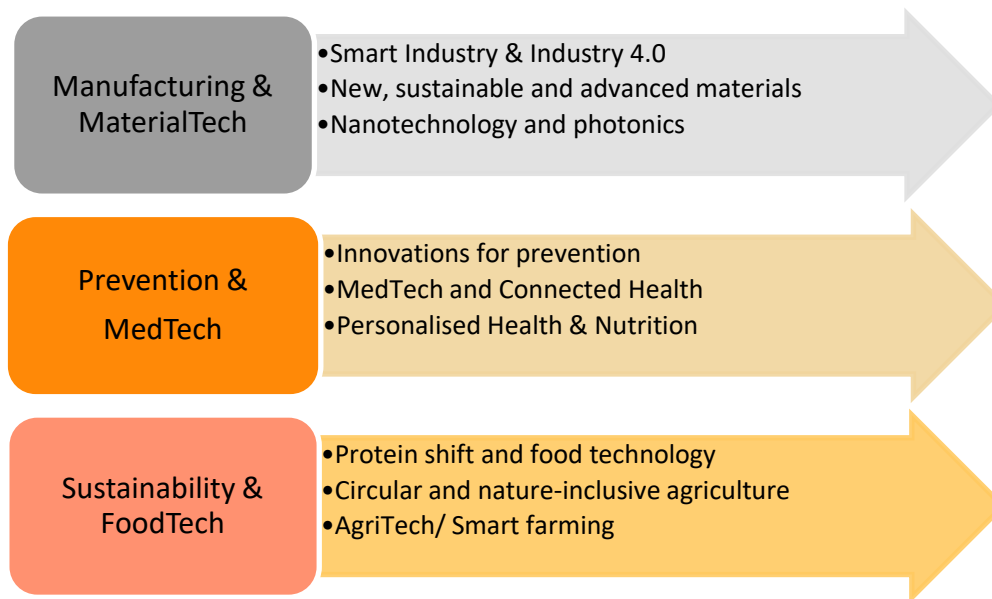 Manufacturing &
MaterialTech
•Smart Industry & Industry 4.0
•New, sustainable and advanced materials
•Nanotechnology and photonics
Prevention &
MedTech
•Innovations for prevention
•MedTech and Connected Health
•Personalised Health & Nutrition
Sustainability &
FoodTech
•Protein shift and food technology
•Circular and nature-inclusive agriculture
•AgriTech/ Smart farming